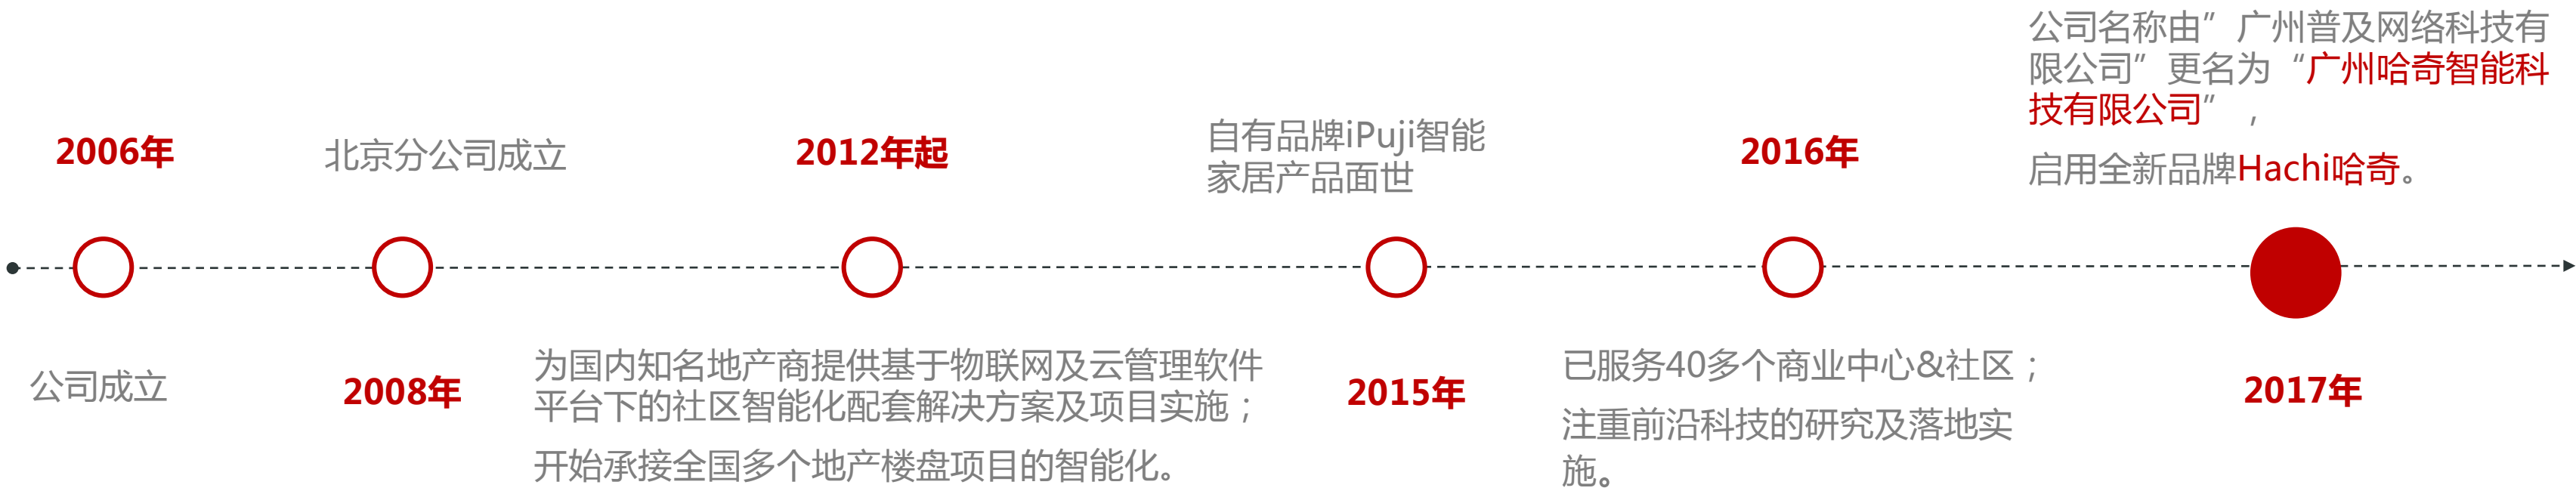 2006年
公司成立
北京分公司成立
2008年
2012年起
为国内知名地产商提供基于物联网及云管理软件
平台下的社区智能化配套解决方案及项目实施；
开始承接全国多个地产楼盘项目的智能化。
自有品牌iPuji智能
家居产品面世
2015年
2016年
已服务40多个商业中心&社区；
注重前沿科技的研究及落地实
施。
公司名称由”广州普及网络科技有
限公司”更名为“广州哈奇智能科
技有限公司”，
启用全新品牌Hachi哈奇。
2017年